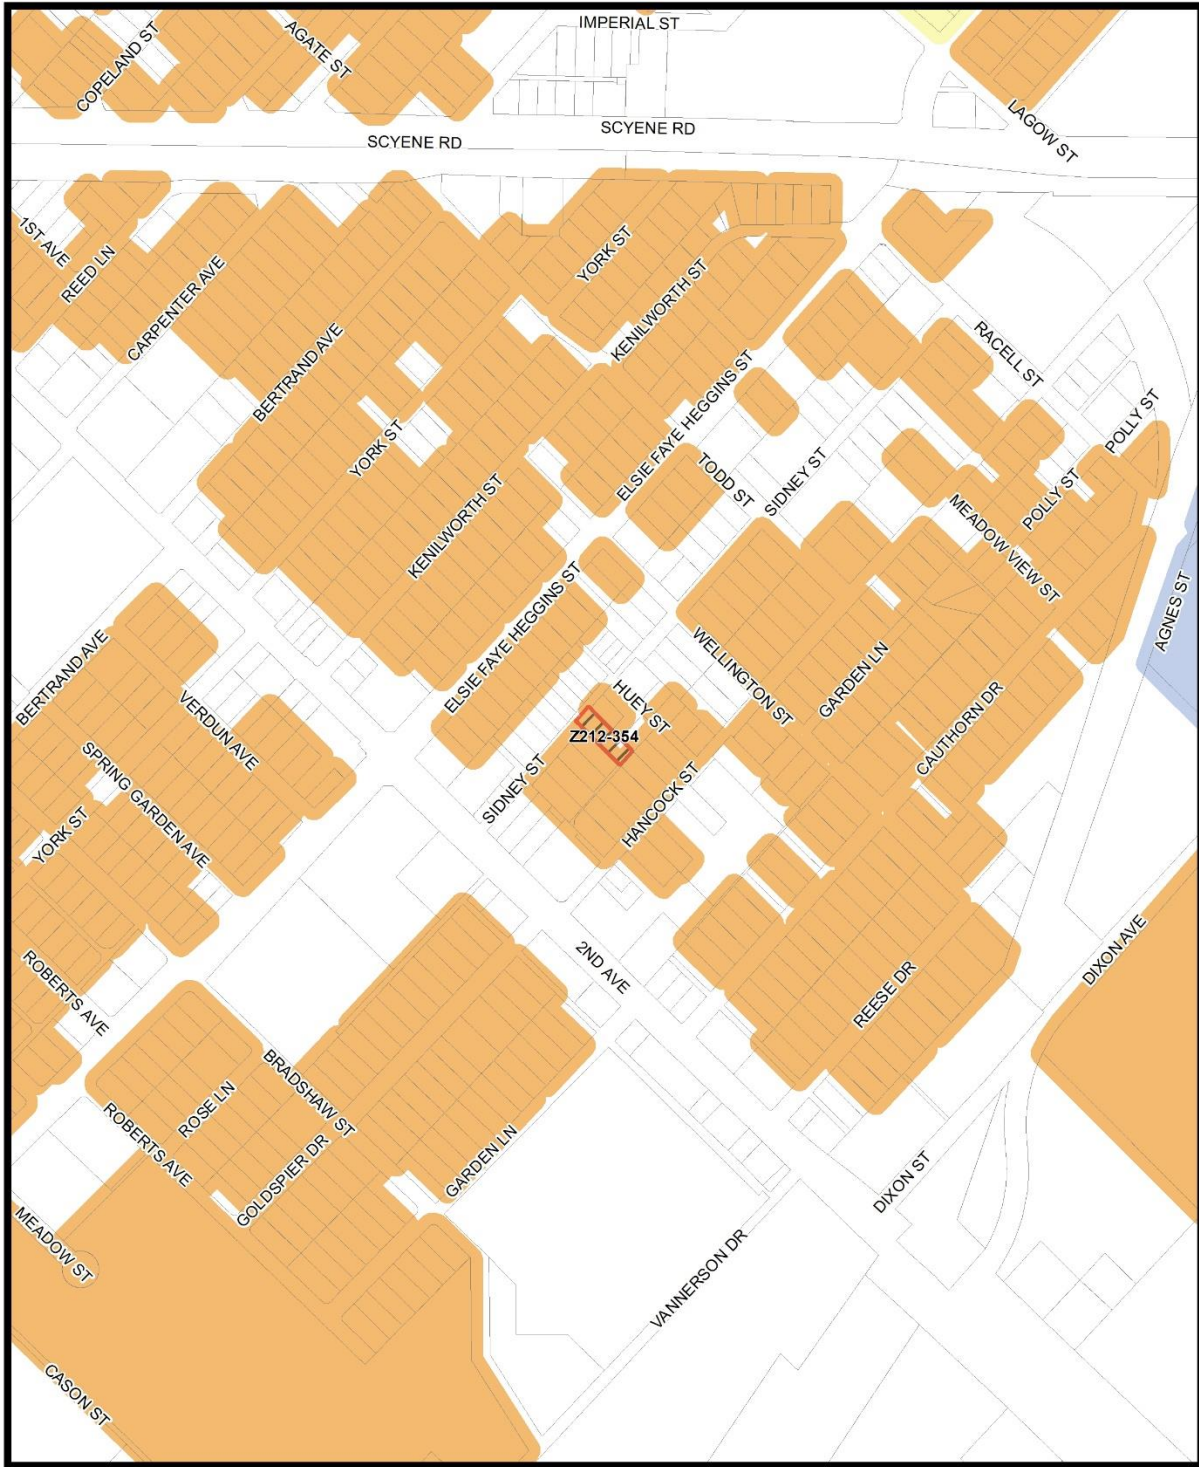 IMPERIAL ST
COPELAND ST
AGATE ST
SCYENE RD
SCYENE RD
LAGOW ST
1ST AVE
REED LN
CARPENTER AVE
YORK ST
KENILWORTH ST
BERTRAND AVE
RACELL ST
YORK ST
ELSIE FAYE HEGGINS ST
POLLY ST
TODD ST
SIDNEY ST
KENILWORTH ST
POLLY ST
MEADOW VIEW ST
AGNES ST
ELSIE FAYE HEGGINS ST
BERTRAND AVE
WELLINGTON ST
GARDEN LN
HUEY ST
VERDUN AVE
CAUTHORN DR
Z212-354
SPRING GARDEN AVE
SIDNEY ST
HANCOCK ST
YORK ST
2ND AVE
DIXON AVE
ROBERTS AVE
REESE DR
BRADSHAW ST
ROSE LN
ROBERTS AVE
GOLDSPIER DR
GARDEN LN
DIXON ST
MEADOW ST
VANNERSON DR
CASON ST